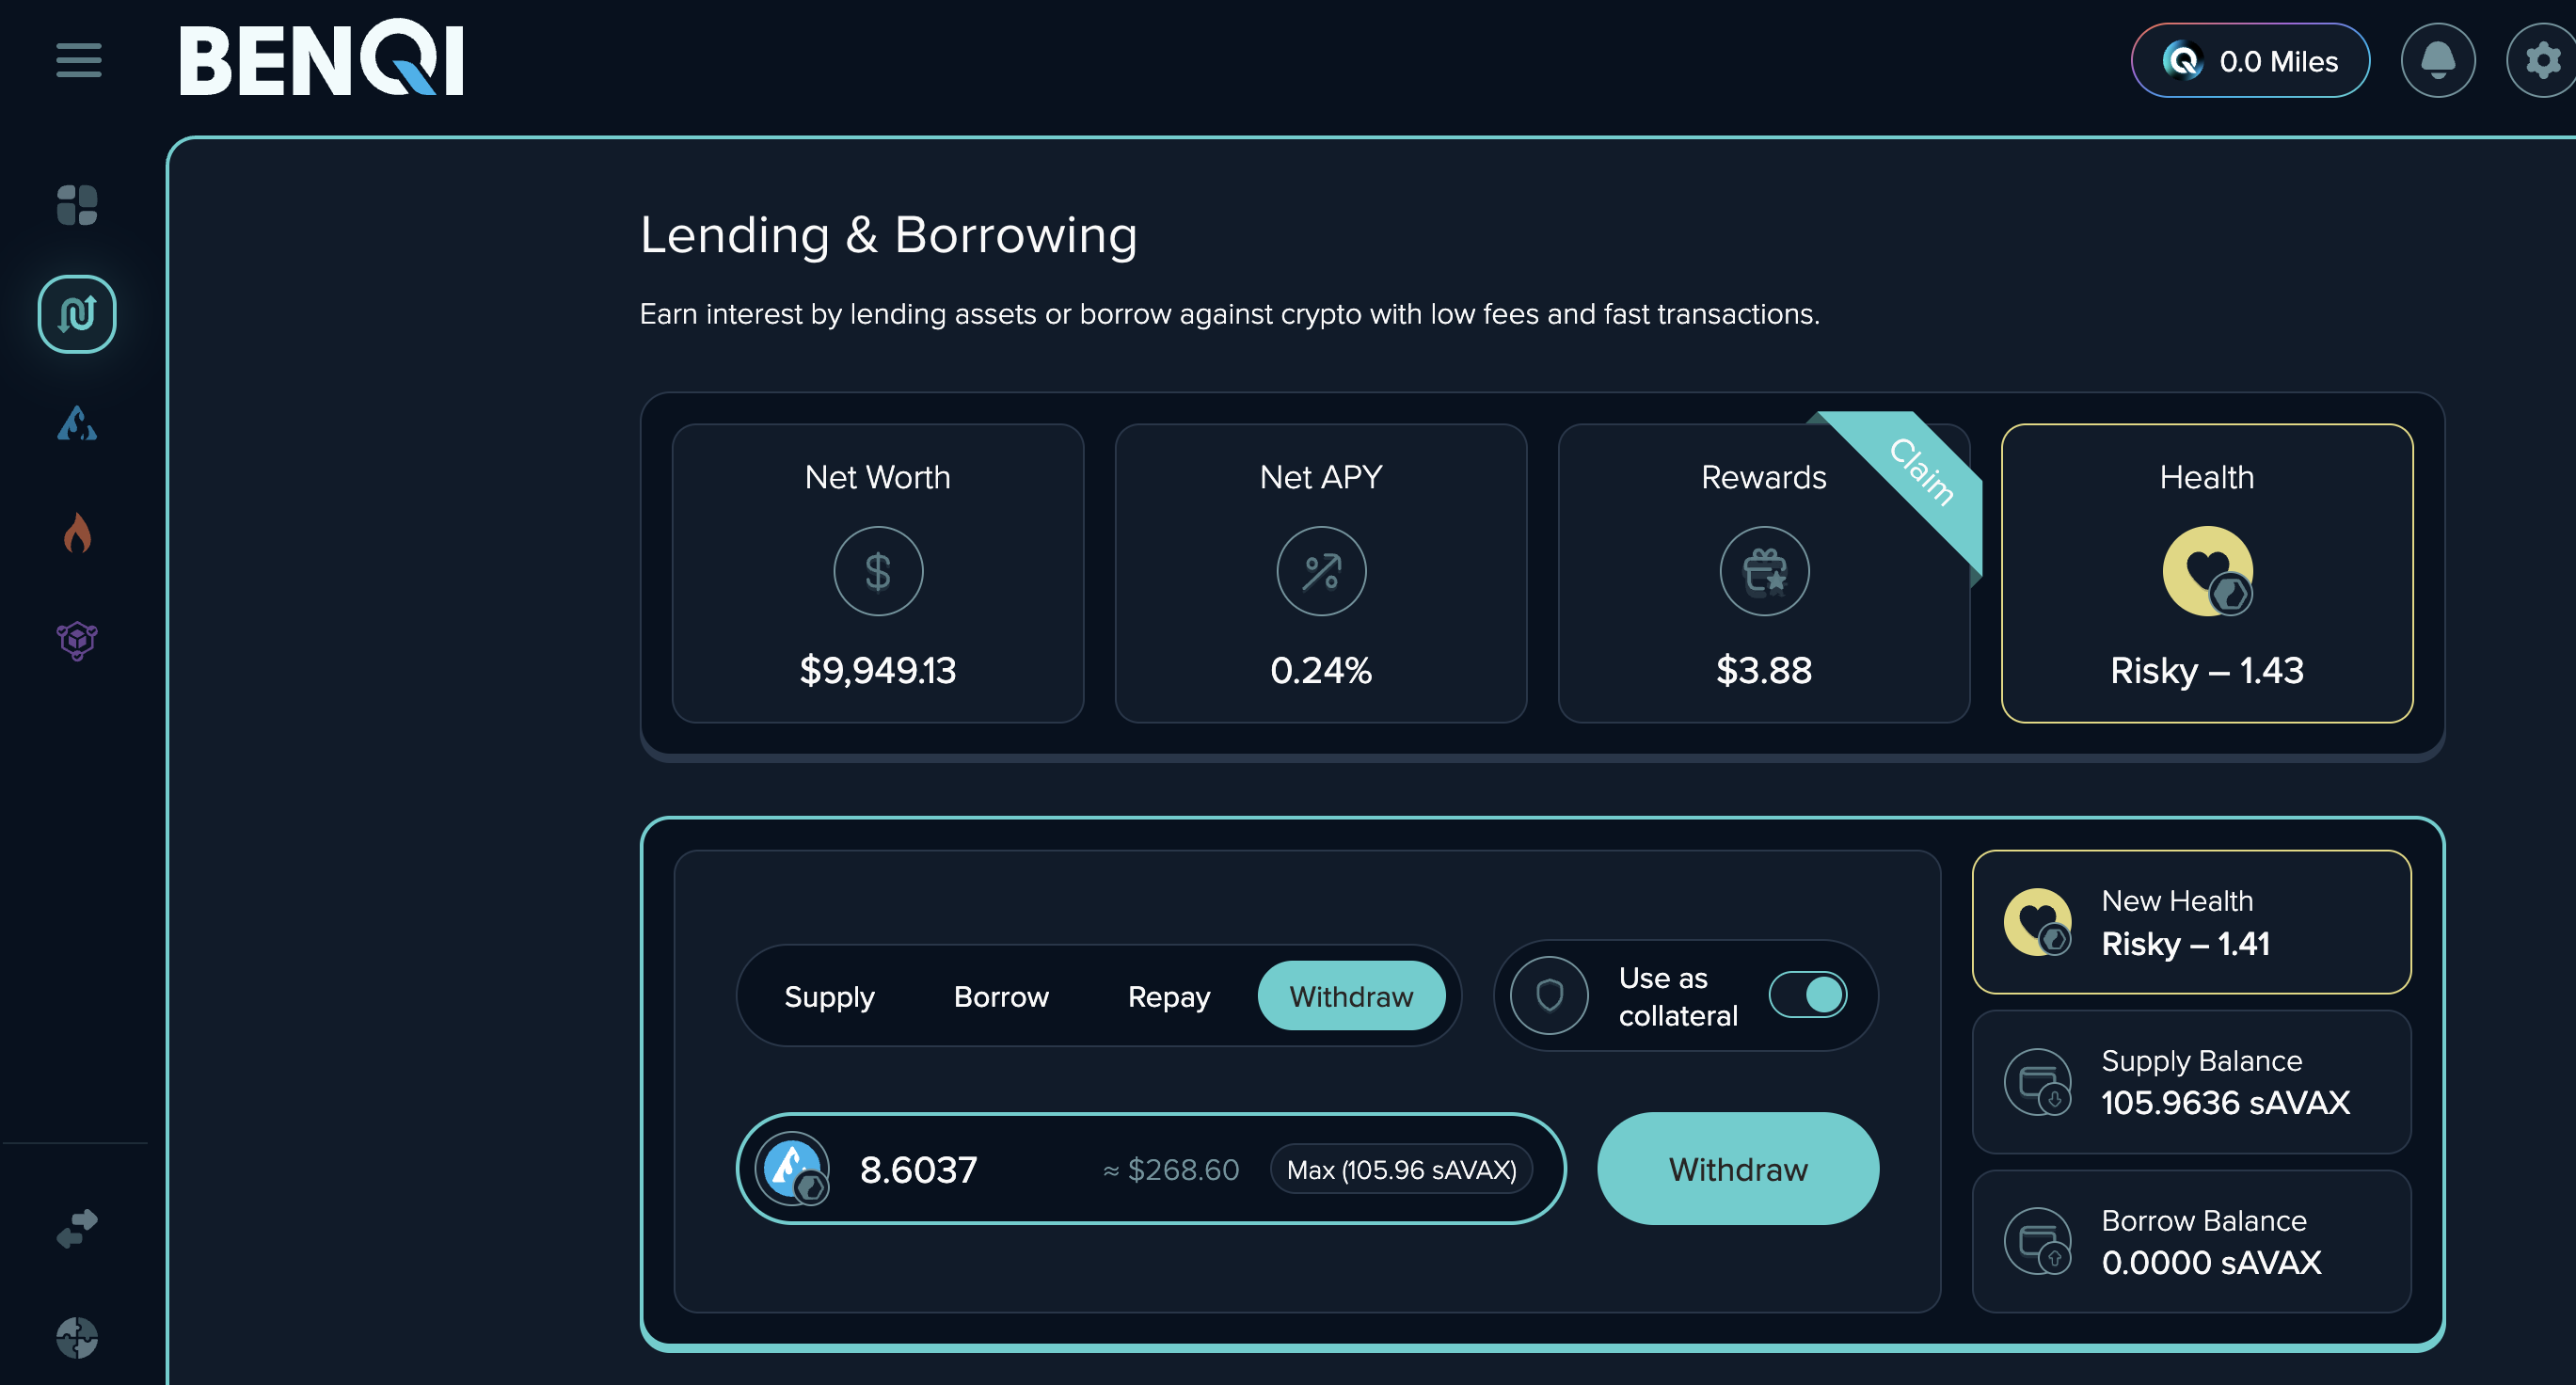 BENQI
0.0 Miles
Lending & Borrowing
Earn interest by lending assets or borrow against crypto with low fees and fast transactions.
Net Worth
$9,949.13
Net APY
0.24%
Rewards
Claim
$3.88
Health
Risky – 1.43
Supply
Borrow
Repay
Withdraw
Use as
collateral
8.6037
≈ $268.60
Max (105.96 sAVAX)
Withdraw
New Health
Risky – 1.41
Supply Balance
105.9636 sAVAX
Borrow Balance
0.0000 sAVAX